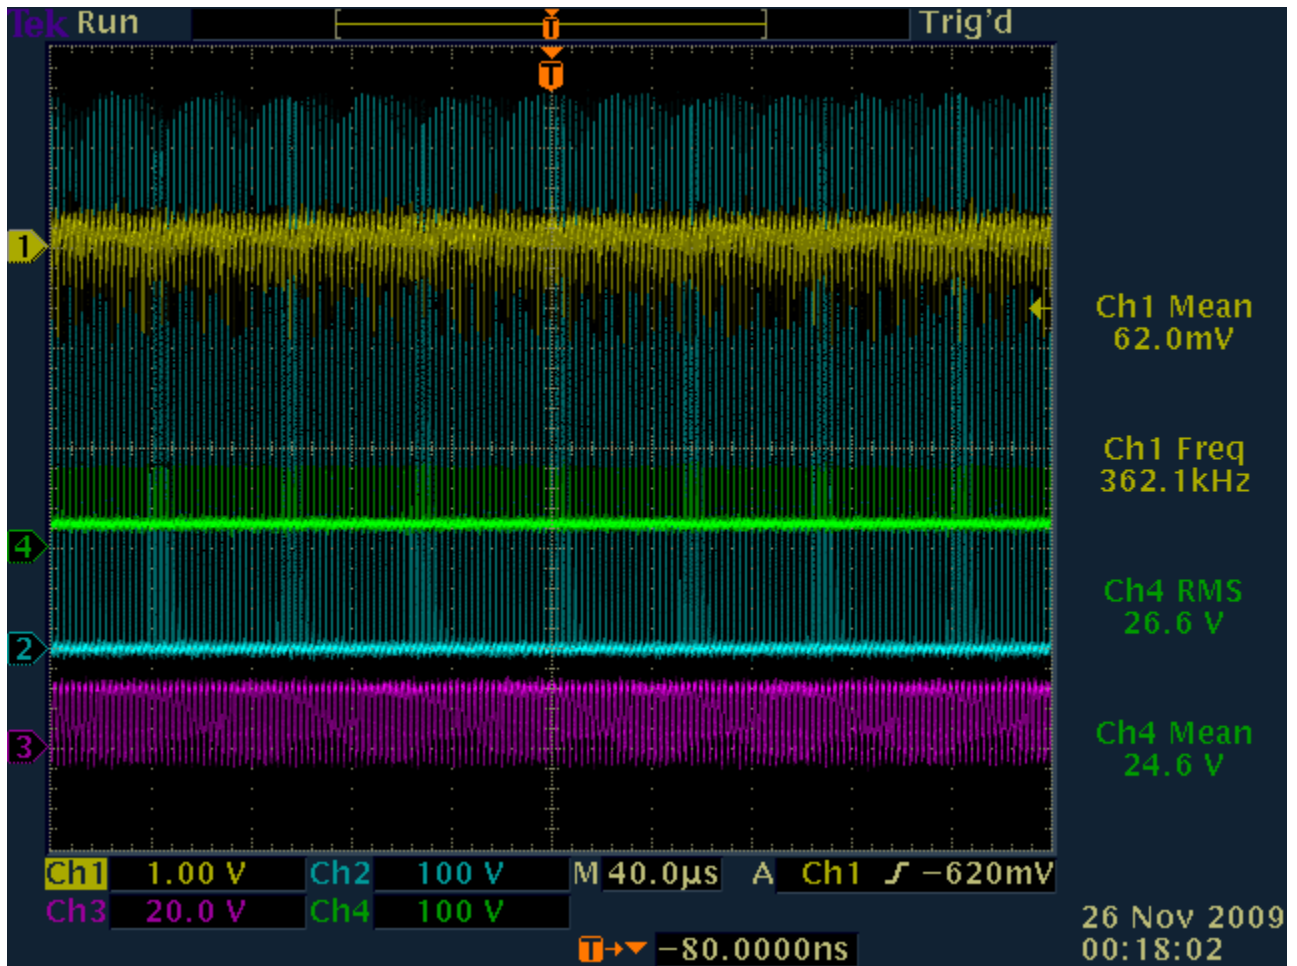 Tek Run Trig'd
T
T
1
Ch1 Mean
62.0mV
Ch1 Freq
362.1kHz
4
Ch4 RMS
26.6 V
2
3
Ch4 Mean
24.6 V
Ch1 1.00 V Ch2 100 V M 40.0µs A Ch1 ƒ −620mV
Ch3 20.0 V Ch4 100 V
26 Nov 2009
T→▼ −80.0000ns 00:18:02